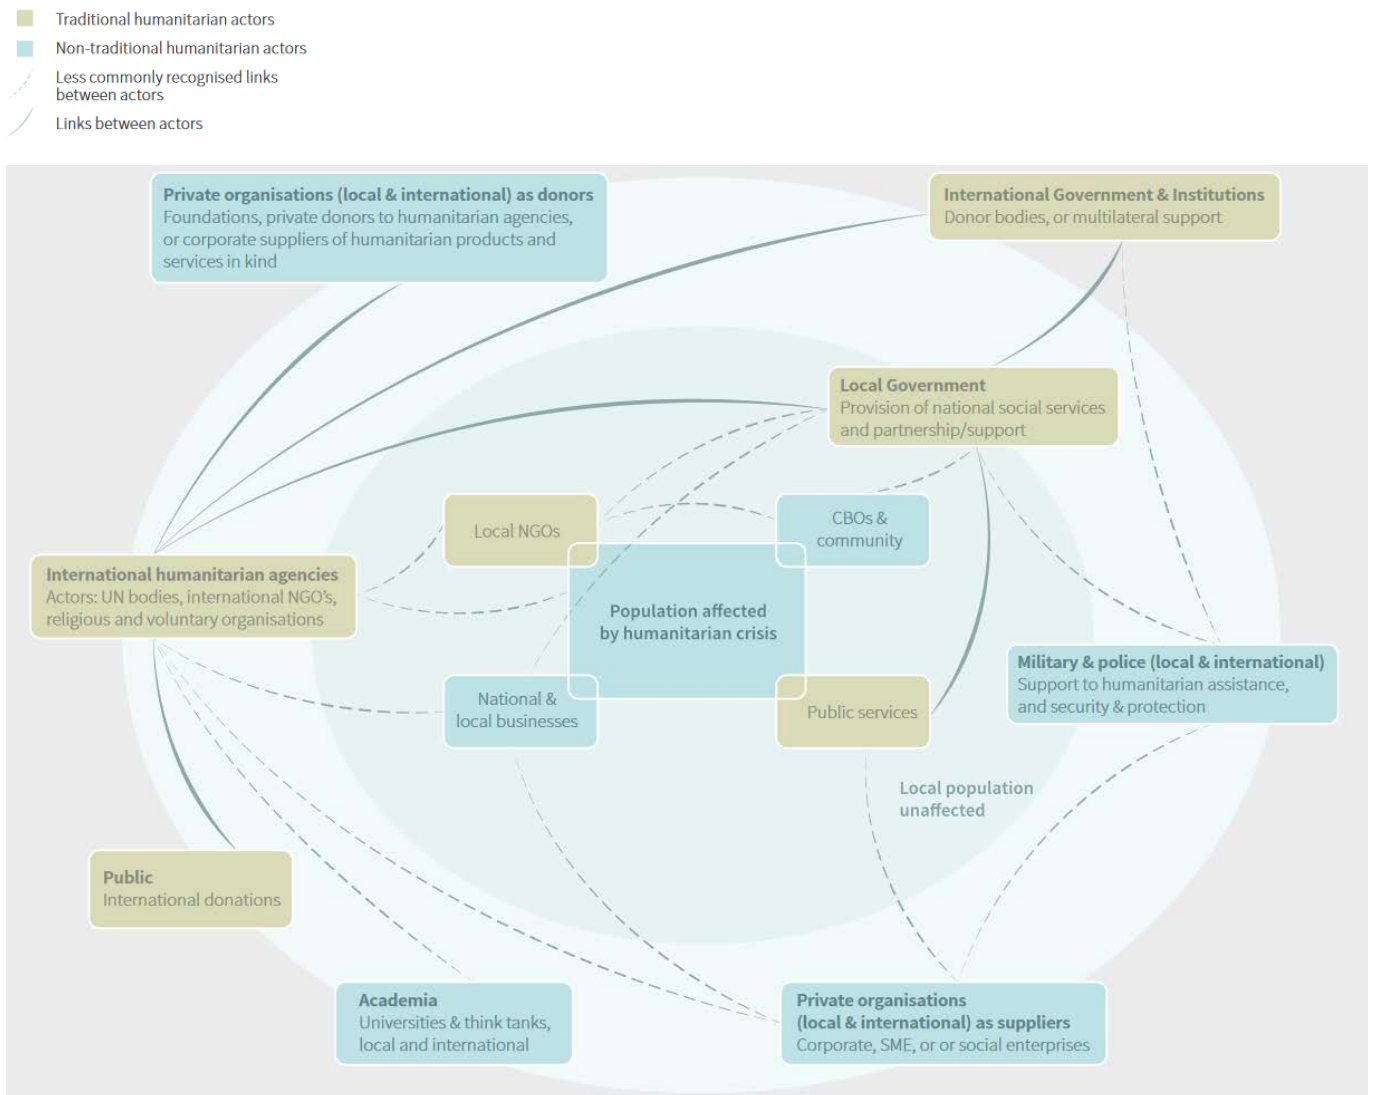 Traditional humanitarian actors
Non-traditional humanitarian actors
Less commonly recognised links
between actors
Links between actors
Private organisations (local & international) as donors
Foundations, private donors to humanitarian agencies,
or corporate suppliers of humanitarian products and
services in kind
International Government & Institutions
Donor bodies, or multilateral support
Local Government
Provision of national social services
and partnership/support
Local NGOs
CBOs &
community
International humanitarian agencies
Actors: UN bodies, international NGO's,
religious and voluntary organisations
Population affected
by humanitarian crisis
Military & police (local & international)
Support to humanitarian assistance,
and security & protection
National &
local businesses
Public services
Local population
unaffected
Public
International donations
Academia
Universities & think tanks,
local and international
Private organisations
(local & international) as suppliers
Corporate, SME, or or social enterprises